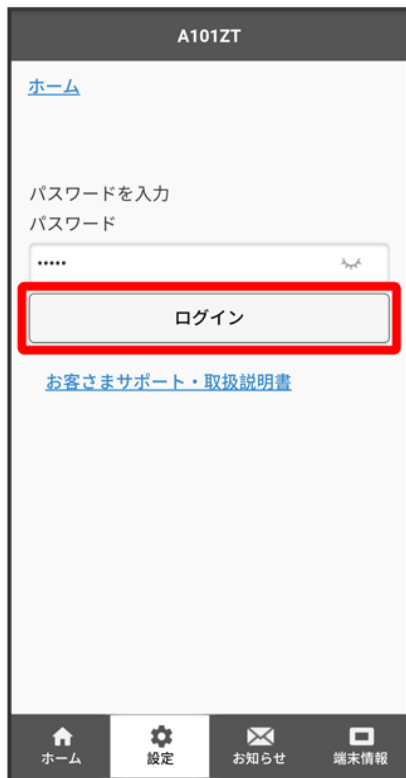 A101ZT
ホーム
パスワードを入力
パスワード
•••••
ログイン
お客さまサポート・取扱説明書
ホーム
設定
お知らせ
端末情報